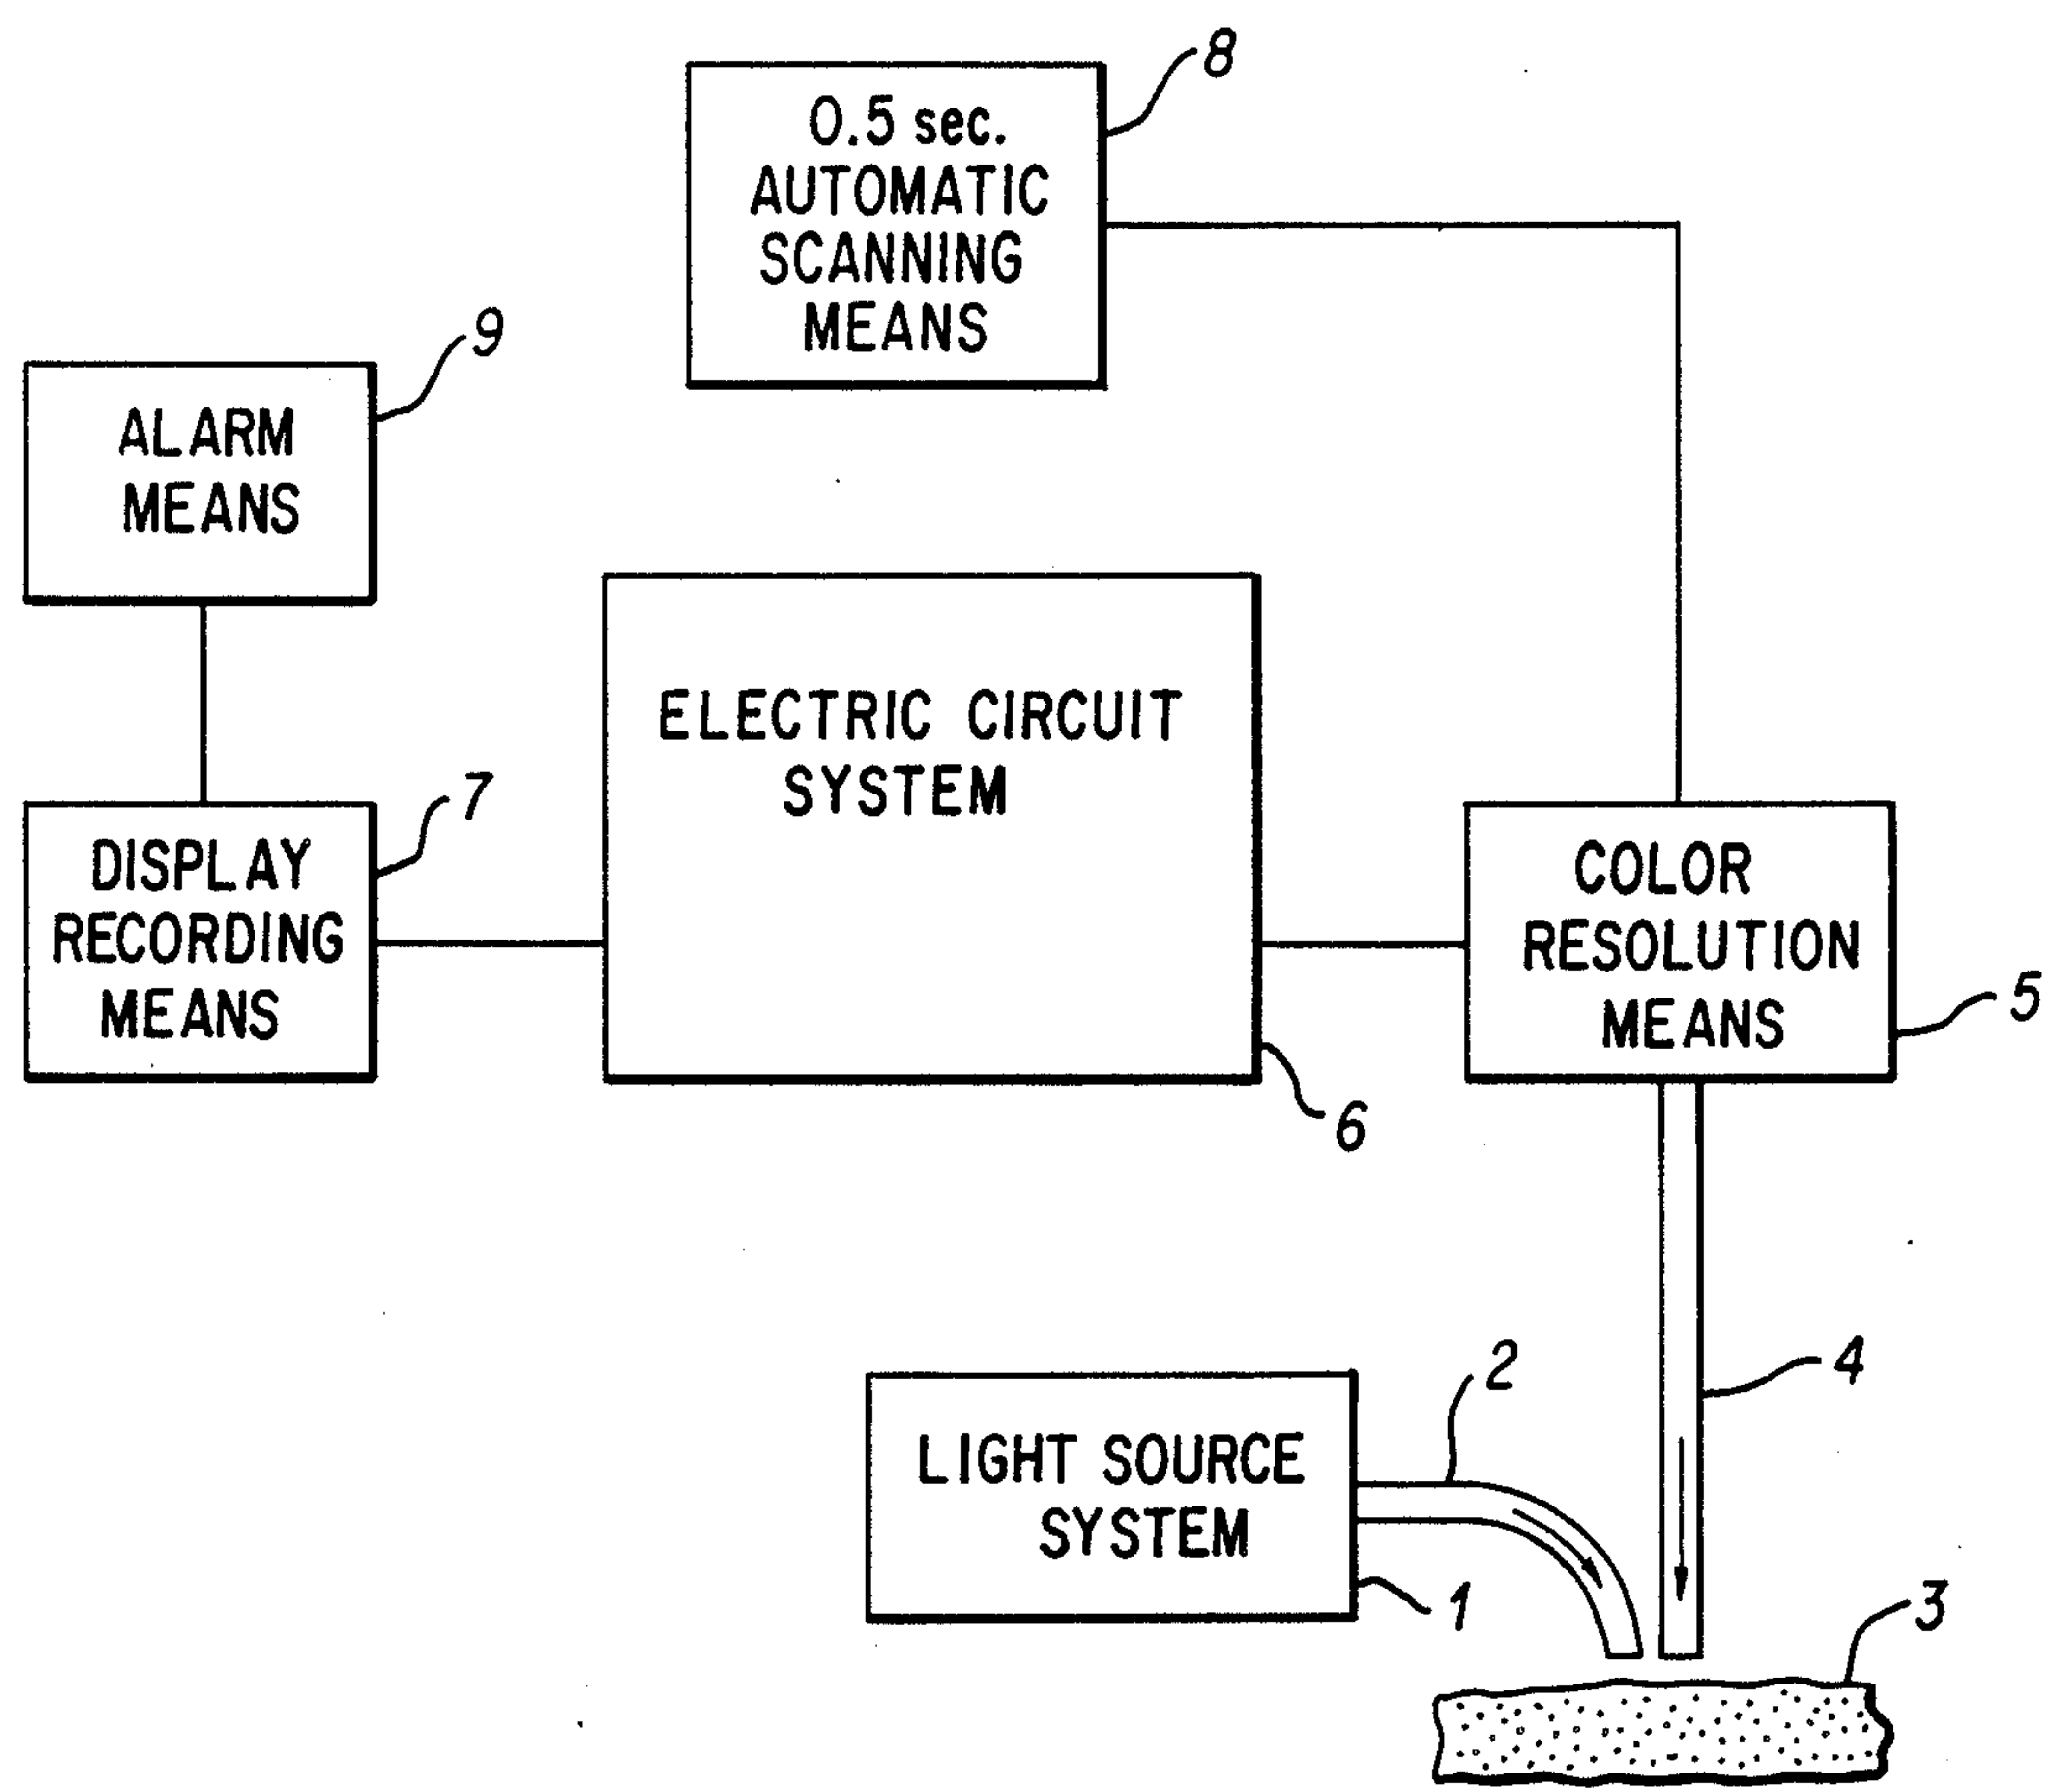 8
0.5 sec.
AUTOMATIC
SCANNING
MEANS
9
ALARM
MEANS
ELECTRIC CIRCUIT
SYSTEM
7
DISPLAY
RECORDING
MEANS
COLOR
RESOLUTION
MEANS
5
6
2
4
LIGHT SOURCE
SYSTEM
1
3